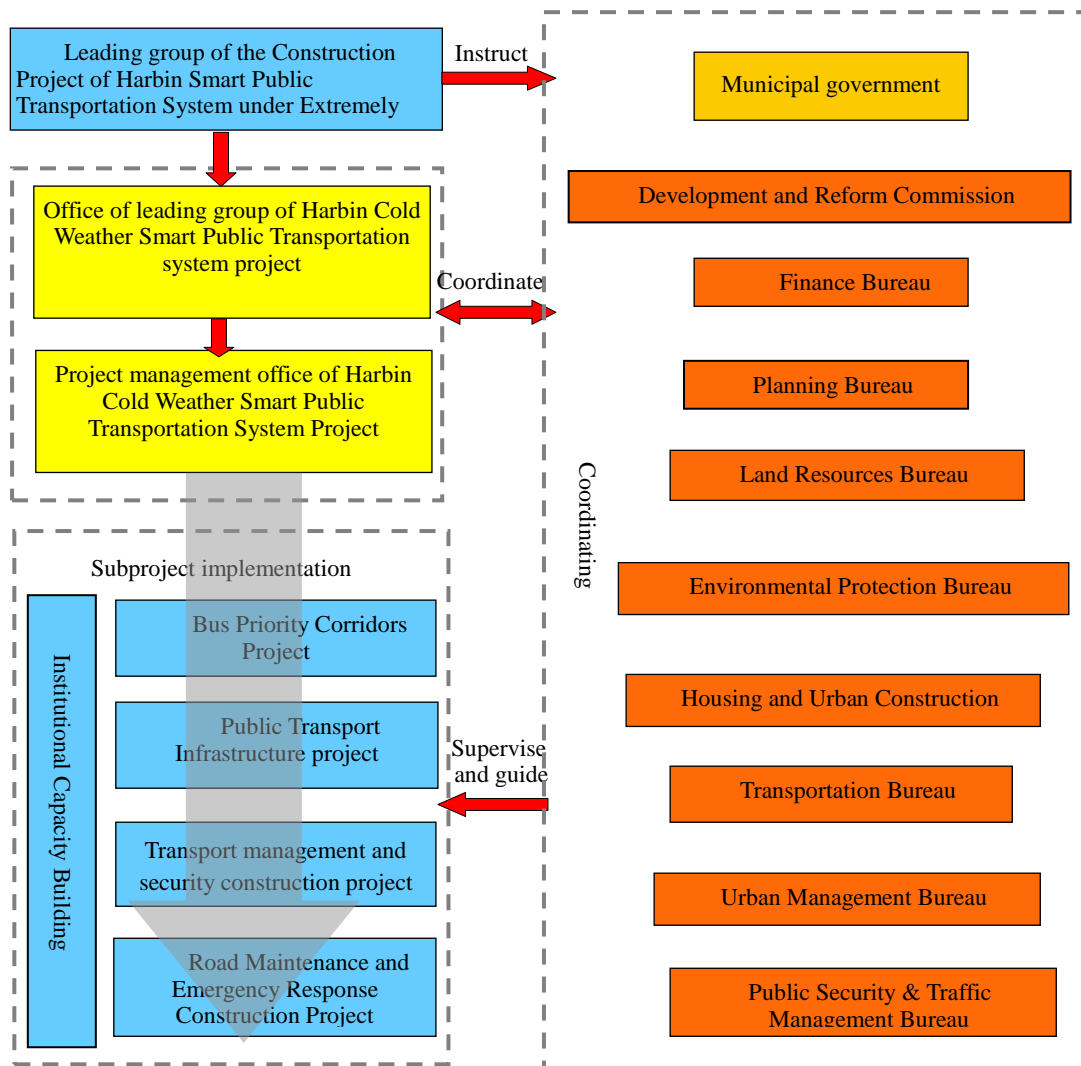 Leading group of the Construction
Project of Harbin Smart Public
Transportation System under Extremely
Instruct
Office of leading group of Harbin Cold
Weather Smart Public Transportation
system project
Coordinate
Project management office of Harbin
Cold Weather Smart Public
Transportation System Project
Subproject implementation
Institutional Capacity Building
Bus Priority Corridors
Project
Public Transport
Infrastructure project
Supervise
and guide
Transport management and
security construction project
Road Maintenance and
Emergency Response
Construction Project
Coordinating
Municipal government
Development and Reform Commission
Finance Bureau
Planning Bureau
Land Resources Bureau
Environmental Protection Bureau
Housing and Urban Construction
Transportation Bureau
Urban Management Bureau
Public Security & Traffic
Management Bureau